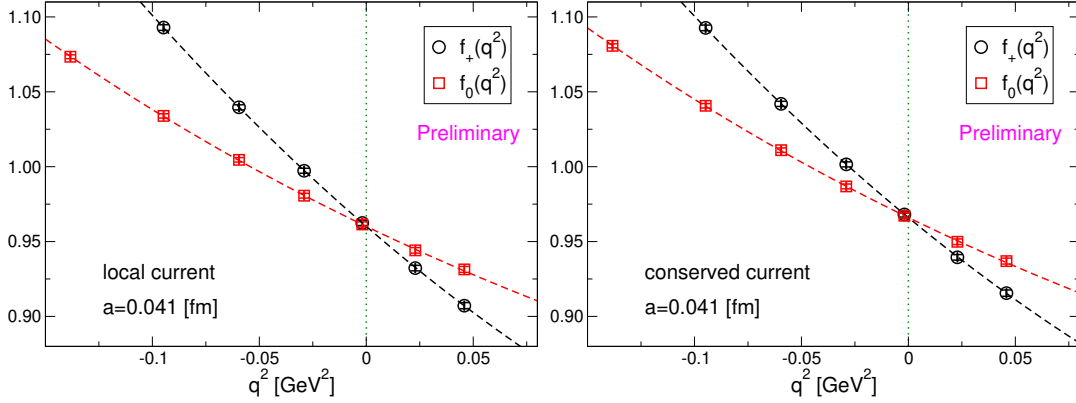 1.10
1.05
1.00
0.95
0.90
-0.1
-0.05
0
0.05
q² [GeV²]
f₊(q²)
f₀(q²)
Preliminary
local current
a=0.041 [fm]
1.10
1.05
1.00
0.95
0.90
-0.1
-0.05
0
0.05
q² [GeV²]
f₊(q²)
f₀(q²)
Preliminary
conserved current
a=0.041 [fm]